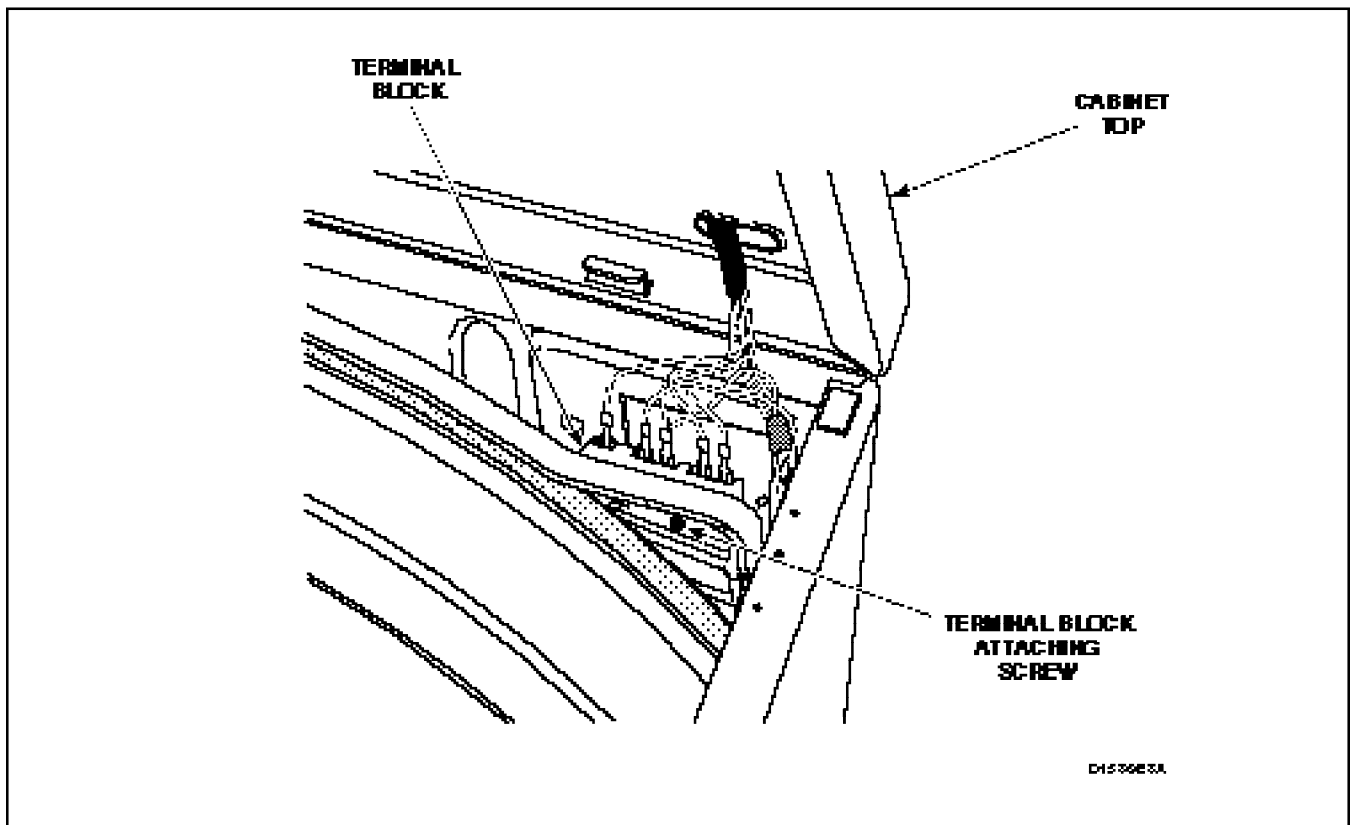 TERMINAL
BLOCK
CABINET
TOP
TERMINAL BLOCK
ATTACHING
SCREW